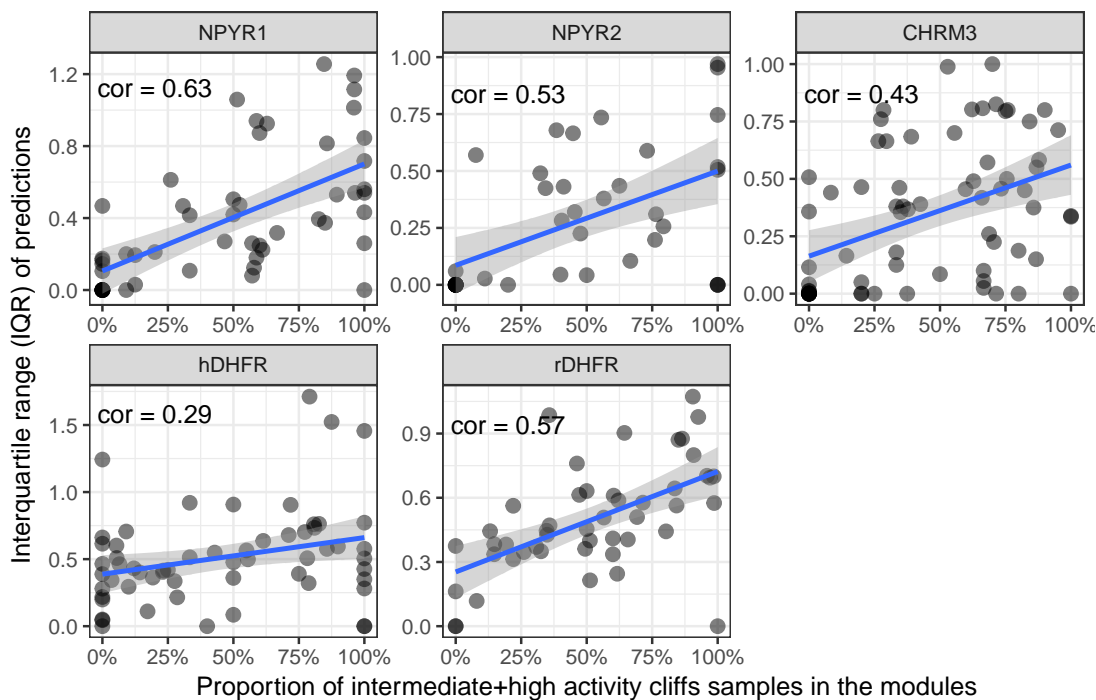 NPYR1 NPYR2 CHRM3
cor = 0.63 cor = 0.53 cor = 0.43
1.2 0.8 0.4 0.0
1.00 0.75 0.50 0.25 0.00
1.00 0.75 0.50 0.25 0.00
0% 25% 50% 75% 100% 0% 25% 50% 75% 100% 0% 25% 50% 75% 100%
Interquartile range (IQR) of predictions
hDHFR rDHFR
cor = 0.29 cor = 0.57
1.5 1.0 0.5 0.0
0.9 0.6 0.3 0.0
0% 25% 50% 75% 100% 0% 25% 50% 75% 100%
Proportion of intermediate+high activity cliffs samples in the modules